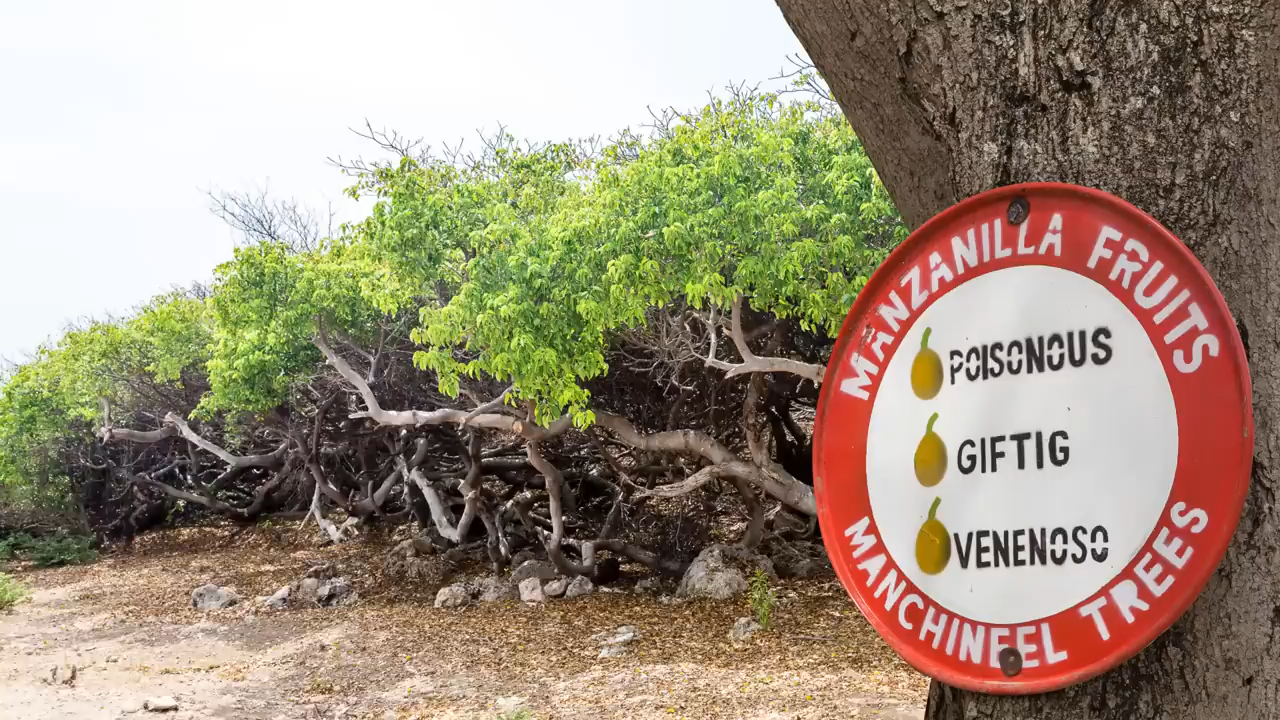 MANZANILLA FRUITS
POISONOUS
GIFTIG
VENENOSO
MANCHINEEL TREES